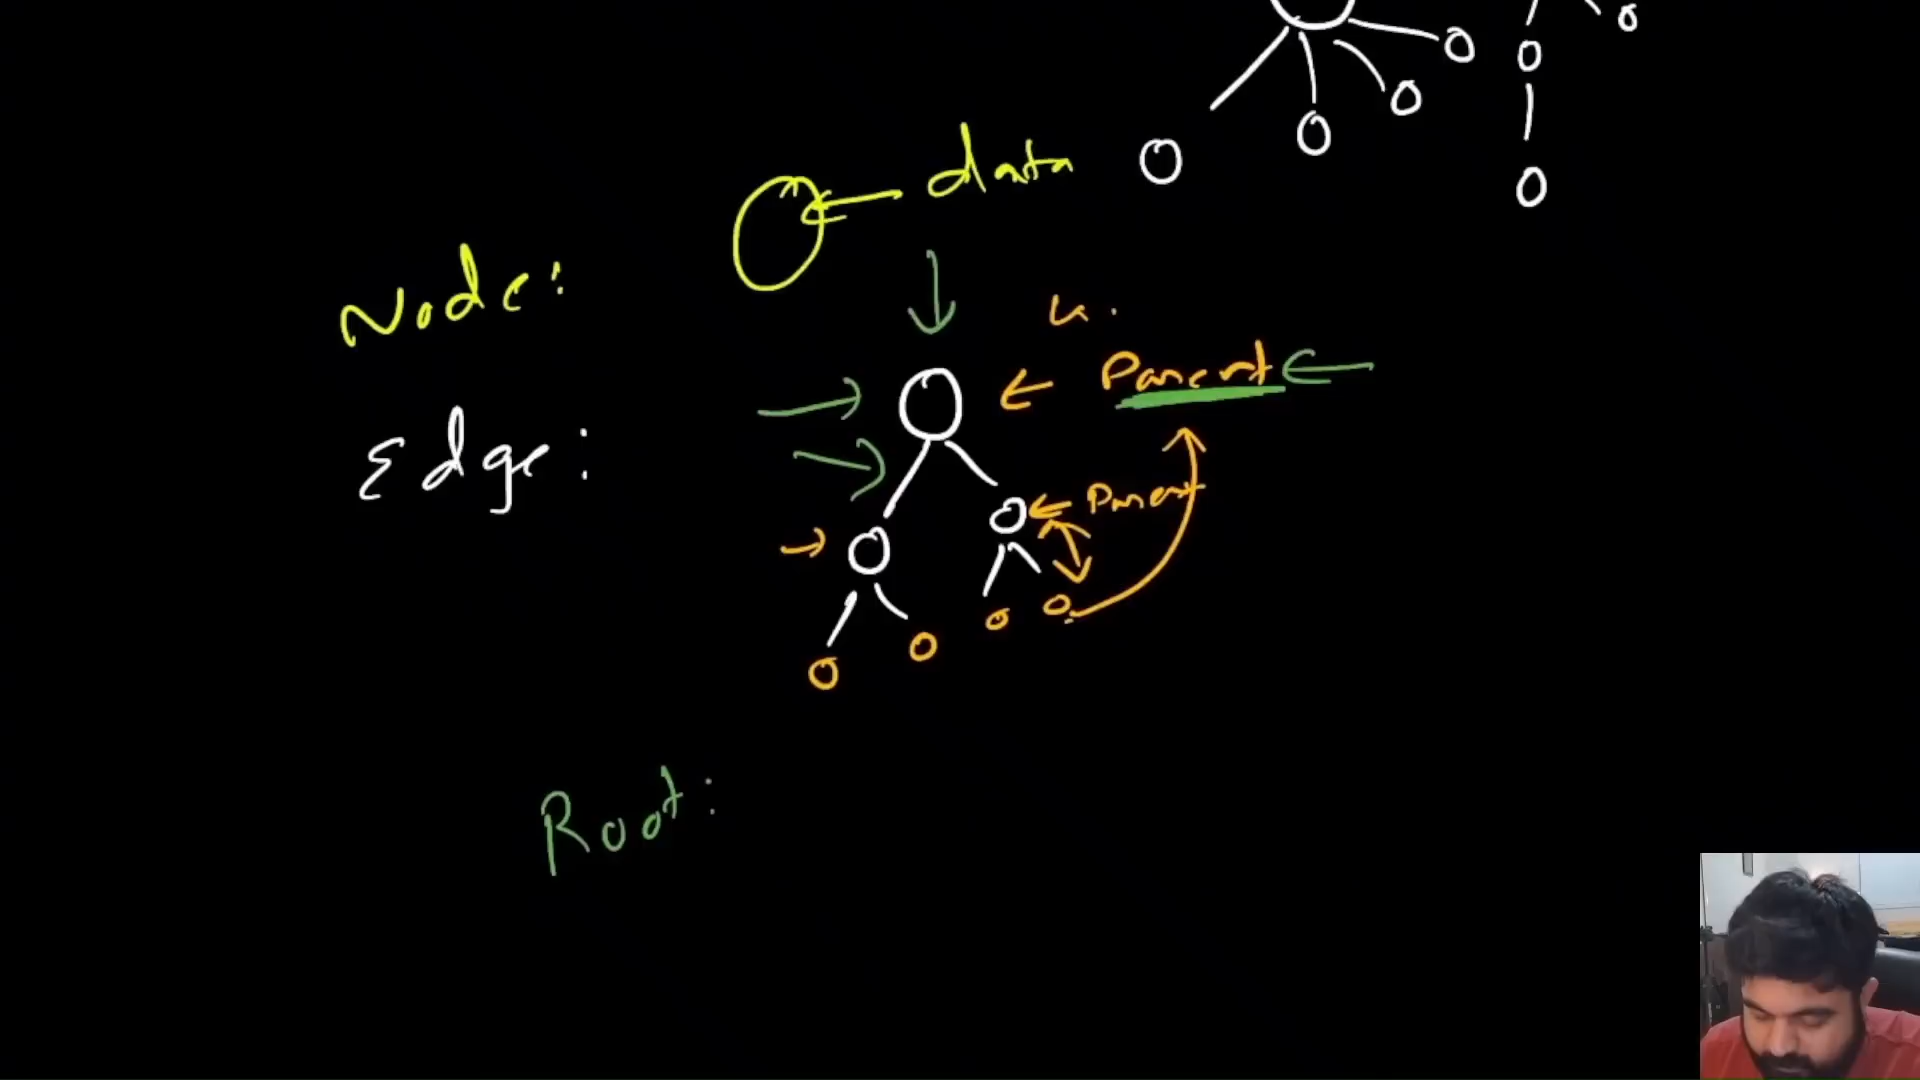 data
Node:
Parent
Edge:
Parent
Root: